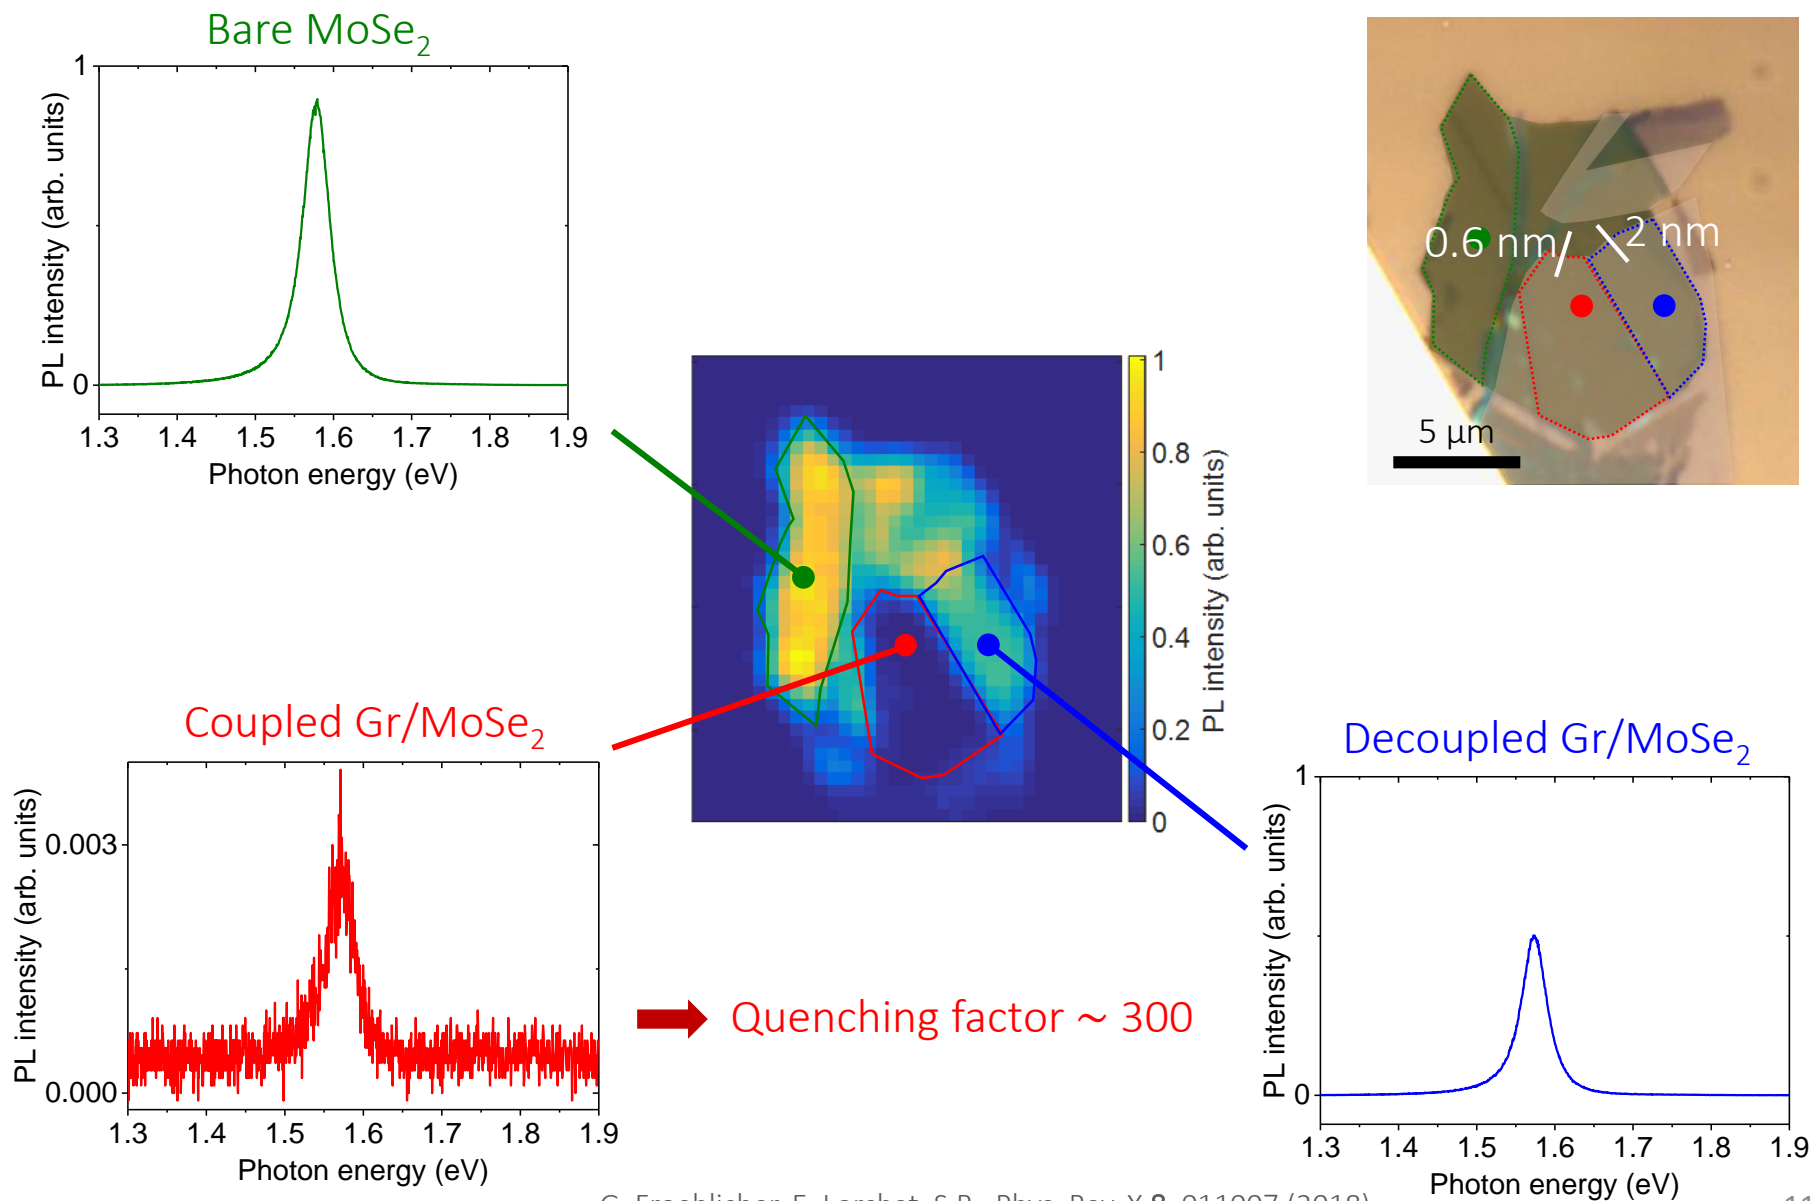 Bare MoSe2
1
0
PL intensity (arb. units)
1.3 1.4 1.5 1.6 1.7 1.8 1.9
Photon energy (eV)
0.6 nm
2 nm
5 µm
1
0.8
0.6
0.4
0.2
0
PL intensity (arb. units)
Coupled Gr/MoSe2
0.003
0.000
PL intensity (arb. units)
1.3 1.4 1.5 1.6 1.7 1.8 1.9
Photon energy (eV)
Quenching factor ~ 300
Decoupled Gr/MoSe2
1
0
PL intensity (arb. units)
1.3 1.4 1.5 1.6 1.7 1.8 1.9
Photon energy (eV)
Phys. Rev. X 8, 011007 (2018)